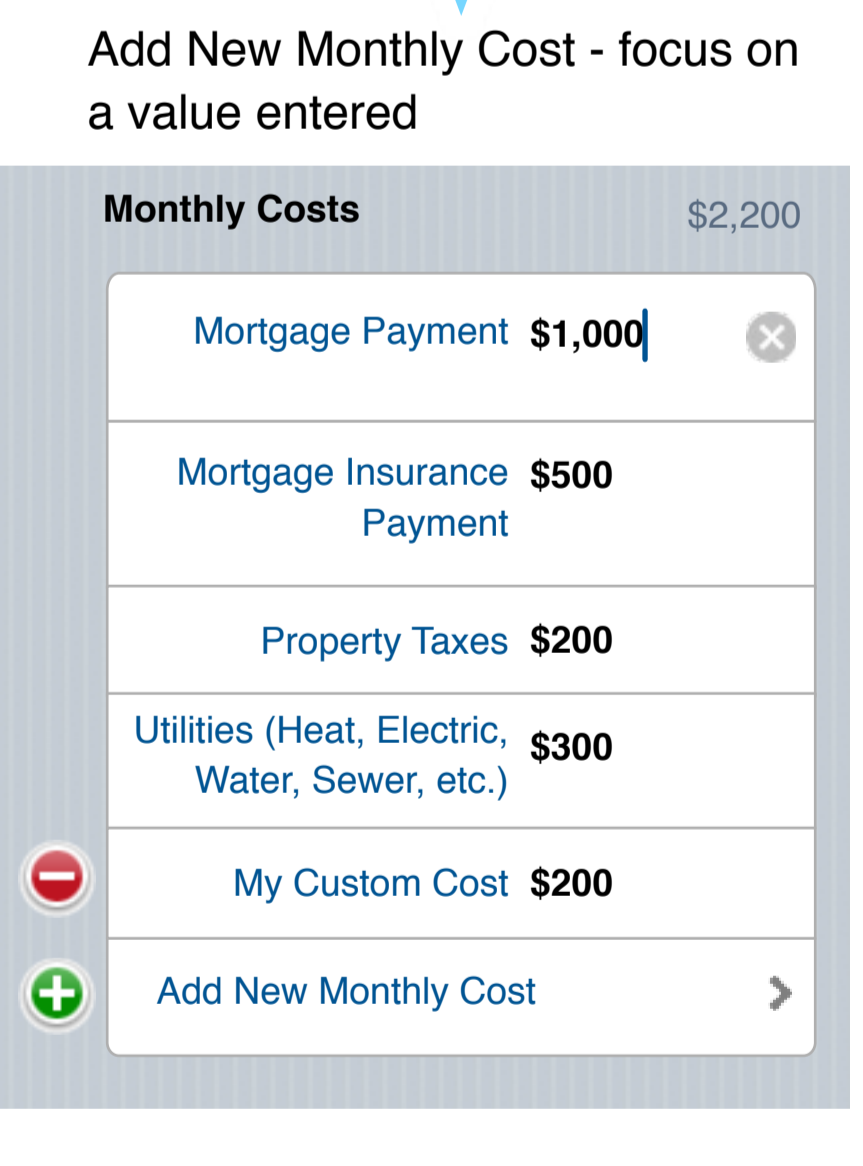 Add New Monthly Cost - focus on
a value entered
Monthly Costs $2,200
Mortgage Payment $1,000
Mortgage Insurance $500
Payment
Property Taxes $200
Utilities (Heat, Electric, $300
Water, Sewer, etc.)
My Custom Cost $200
Add New Monthly Cost